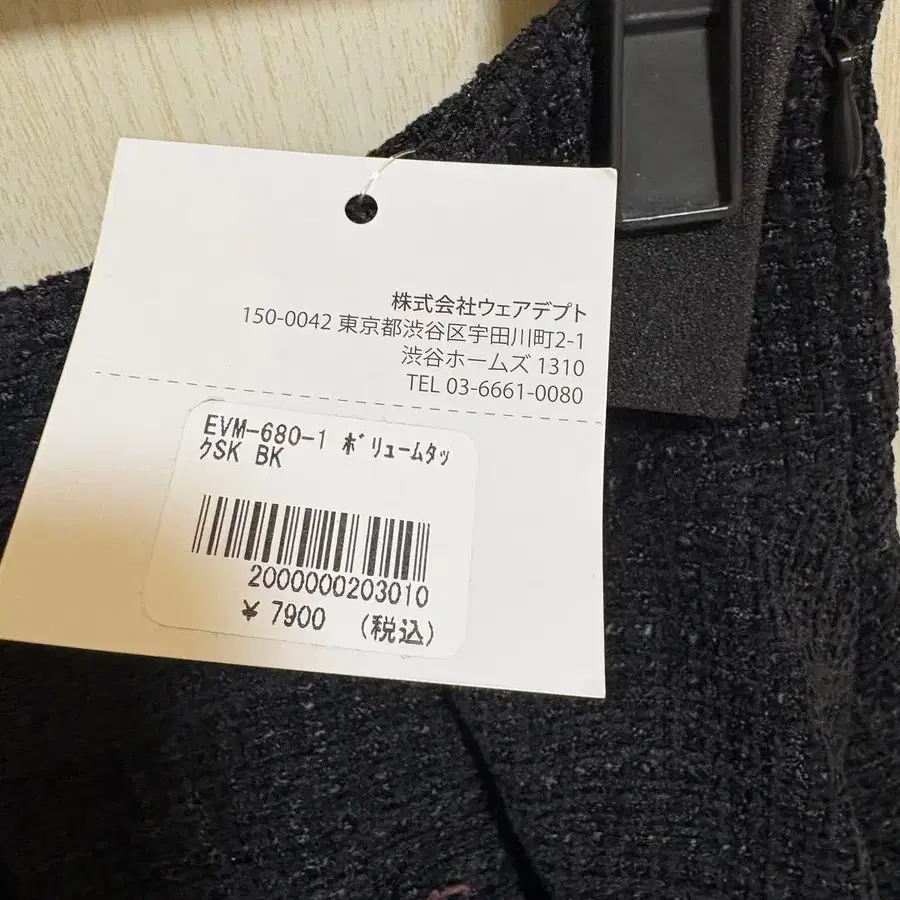 株式会社ウェアデプト
150-0042 東京都渋谷区宇田川町2-1
渋谷ホームズ 1310
TEL 03-6661-0080
EVM-680-1 ﾎﾞﾘｭｰﾑﾀｯ
ｸSK BK
2000000203010
¥ 7900 (税込)